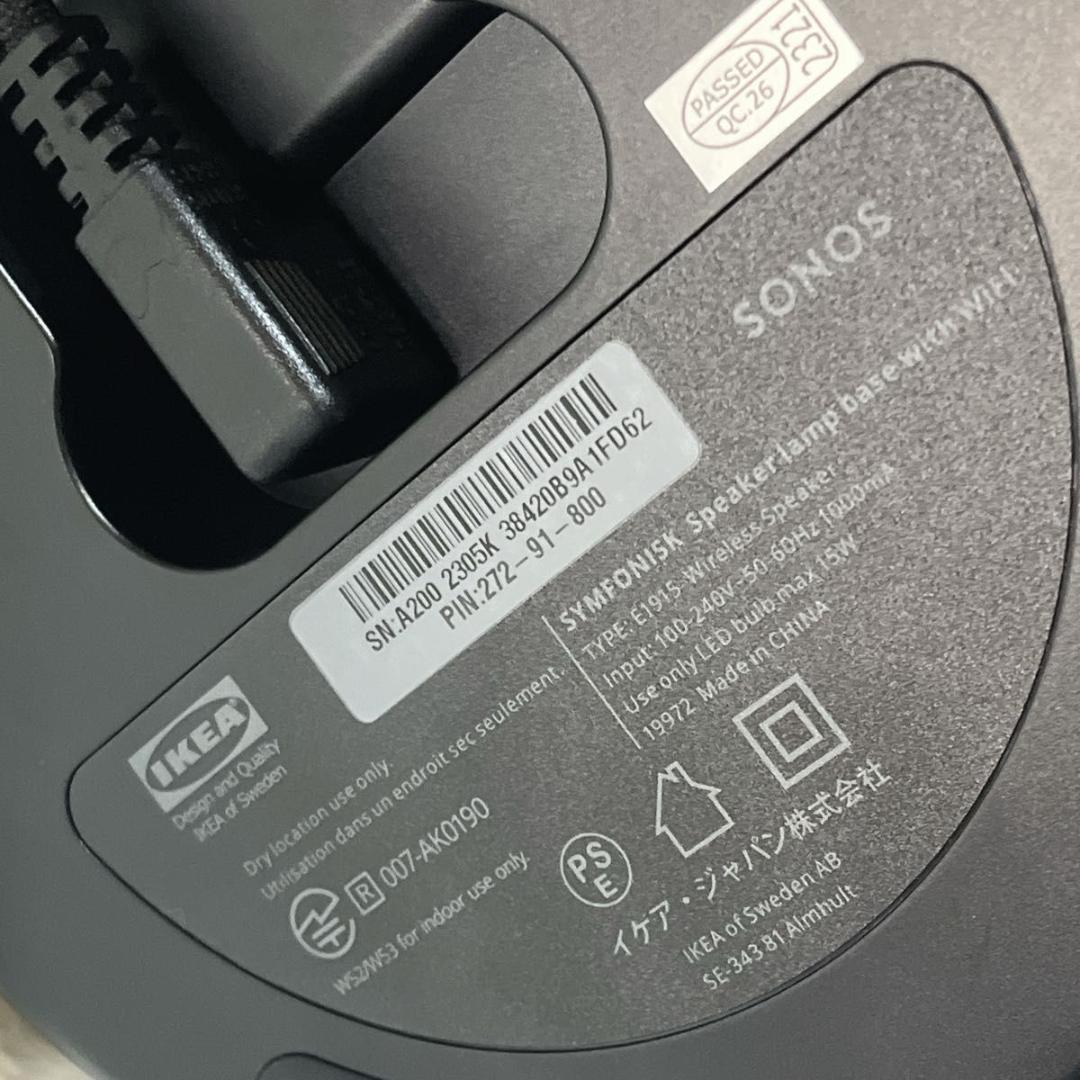 PASSED
QC.26
2321
SONOS
SN:A200 2305K 38420B9A1FD62
PIN:272-91-800
SYMFONISK Speaker lamp base with WIFI
TYPE: E1915-Wireless Speaker
Input: 100-240V~50-60Hz 1000mA
Use only LED bulb max 15W
19972 Made in CHINA
IKEA®
Design and Quality
IKEA of Sweden
Dry location use only.
Utilisation dans un endroit sec seulement.
R 007-AK0190
W52/W53 for indoor use only.
PS
E
イケア・ジャパン株式会社
IKEA of Sweden AB
SE-343 81 Älmhult